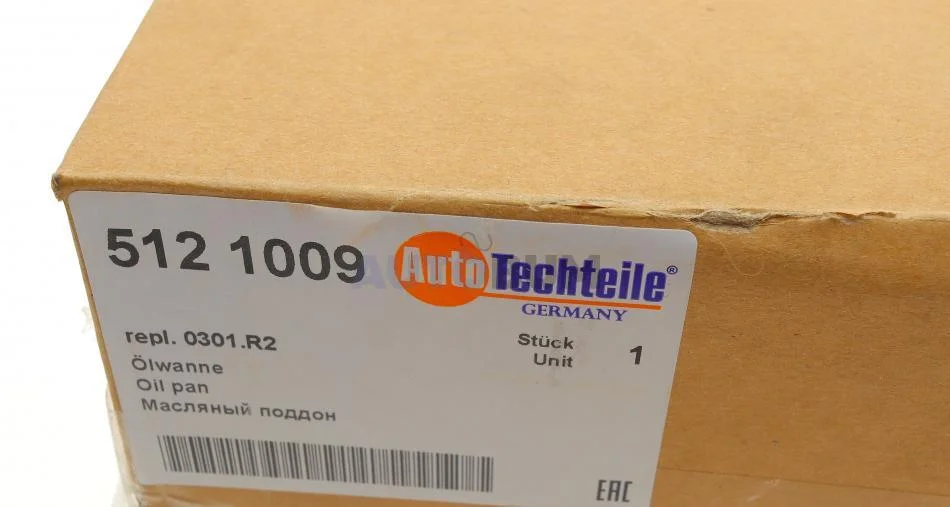 512 1009
AutoTechteile®
GERMANY
repl. 0301.R2
Stück
Unit
1
Ölwanne
Oil pan
Масляный поддон
EAC